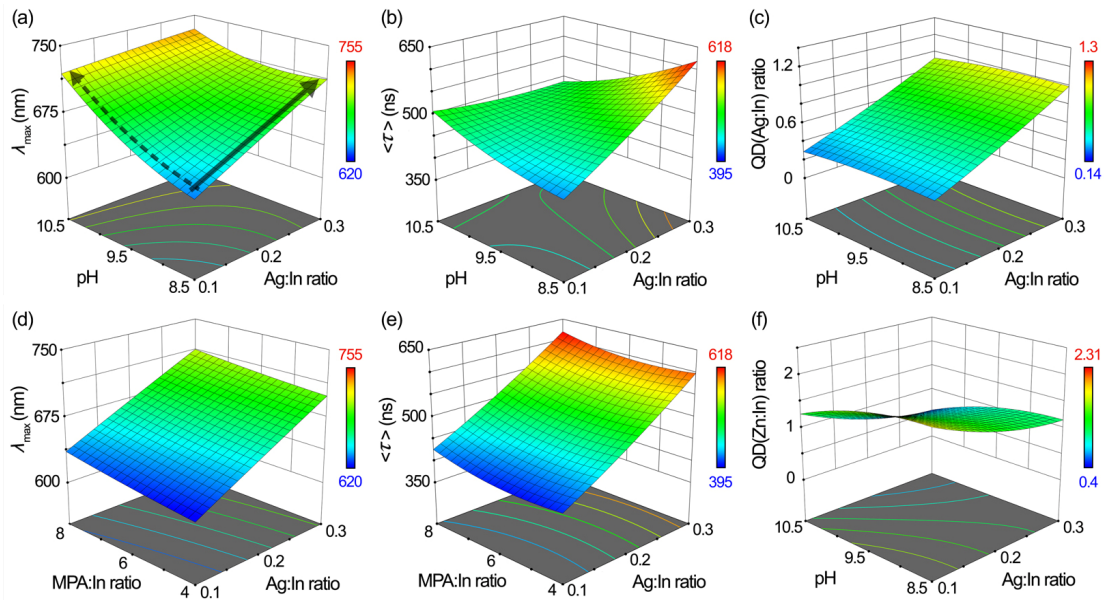 (a)
750
675
600
λmax (nm)
755
620
10.5
9.5
8.5
pH
0.1
0.2
0.3
Ag:In ratio
(b)
650
500
350
<τ> (ns)
618
395
10.5
9.5
8.5
pH
0.1
0.2
0.3
Ag:In ratio
(c)
1.2
0.6
0
QD(Ag:In) ratio
1.3
0.14
10.5
9.5
8.5
pH
0.1
0.2
0.3
Ag:In ratio
(d)
750
675
600
λmax (nm)
755
620
8
6
4
MPA:In ratio
0.1
0.2
0.3
Ag:In ratio
(e)
650
500
350
<τ> (ns)
618
395
8
6
4
MPA:In ratio
0.1
0.2
0.3
Ag:In ratio
(f)
2
1
0
QD(Zn:In) ratio
2.31
0.4
10.5
9.5
8.5
pH
0.1
0.2
0.3
Ag:In ratio